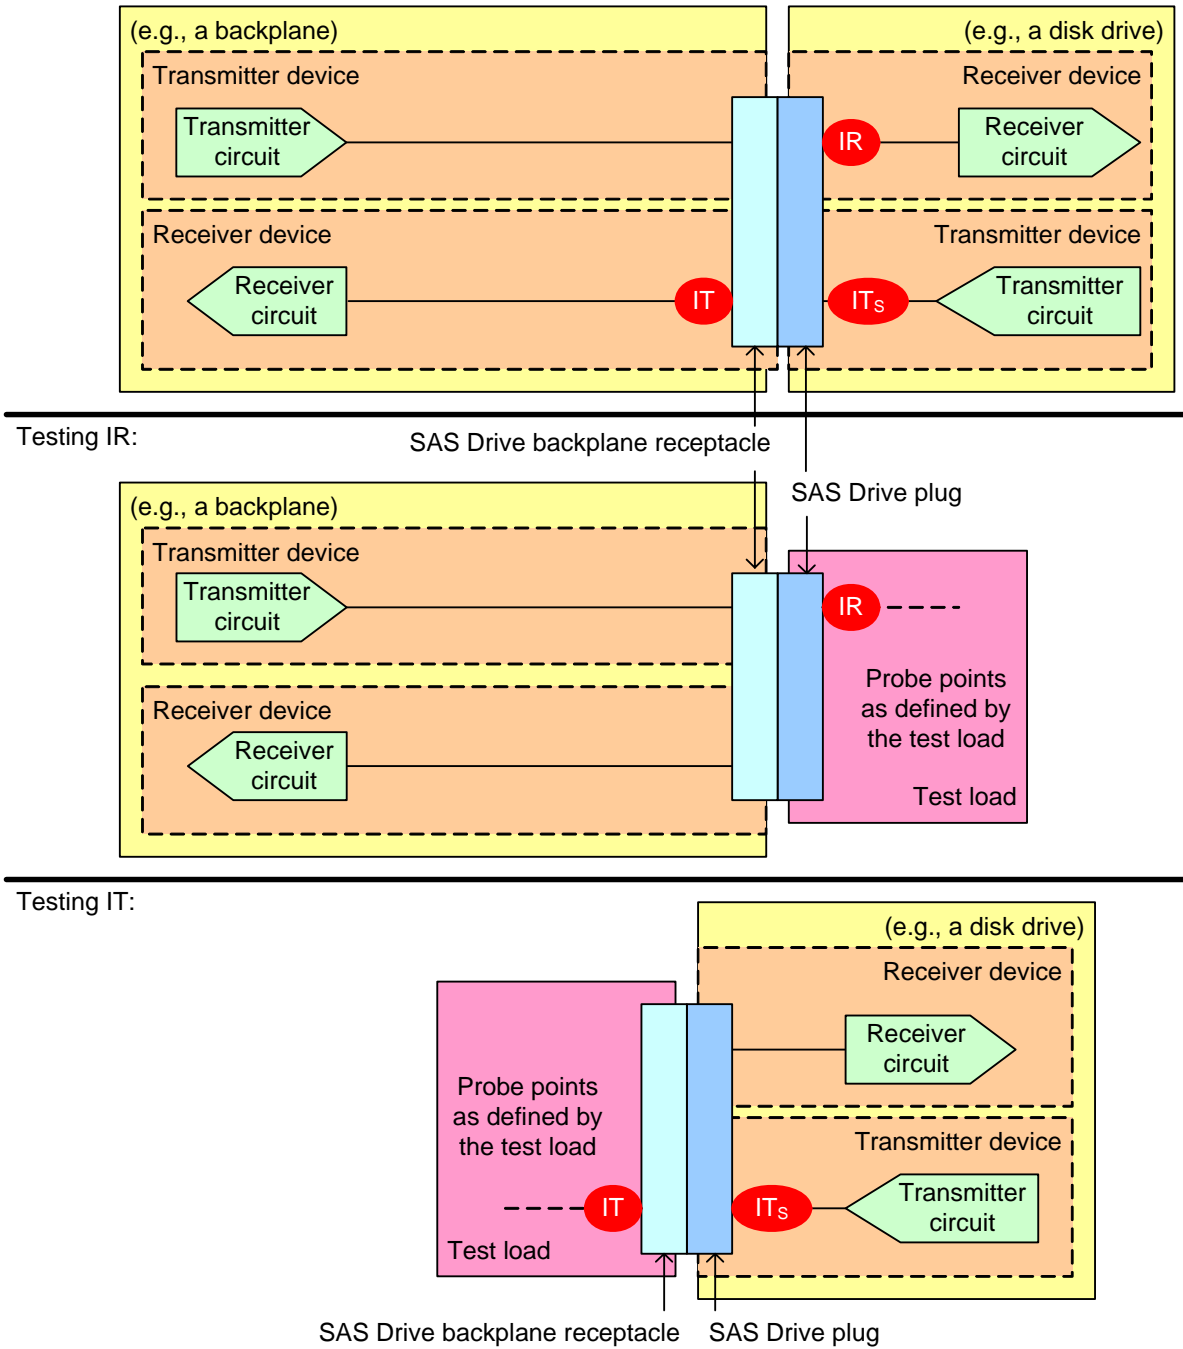 (e.g., a backplane)
(e.g., a disk drive)
Transmitter device
Receiver device
Transmitter
circuit
IR
Receiver
circuit
Receiver device
Transmitter device
Receiver
circuit
IT
ITS
Transmitter
circuit
Testing IR:
SAS Drive backplane receptacle
SAS Drive plug
(e.g., a backplane)
Transmitter device
Transmitter
circuit
IR
Receiver device
Receiver
circuit
Probe points
as defined by
the test load
Test load
Testing IT:
(e.g., a disk drive)
Receiver device
Receiver
circuit
Probe points
as defined by
the test load
Transmitter device
IT
ITS
Transmitter
circuit
Test load
SAS Drive backplane receptacle
SAS Drive plug